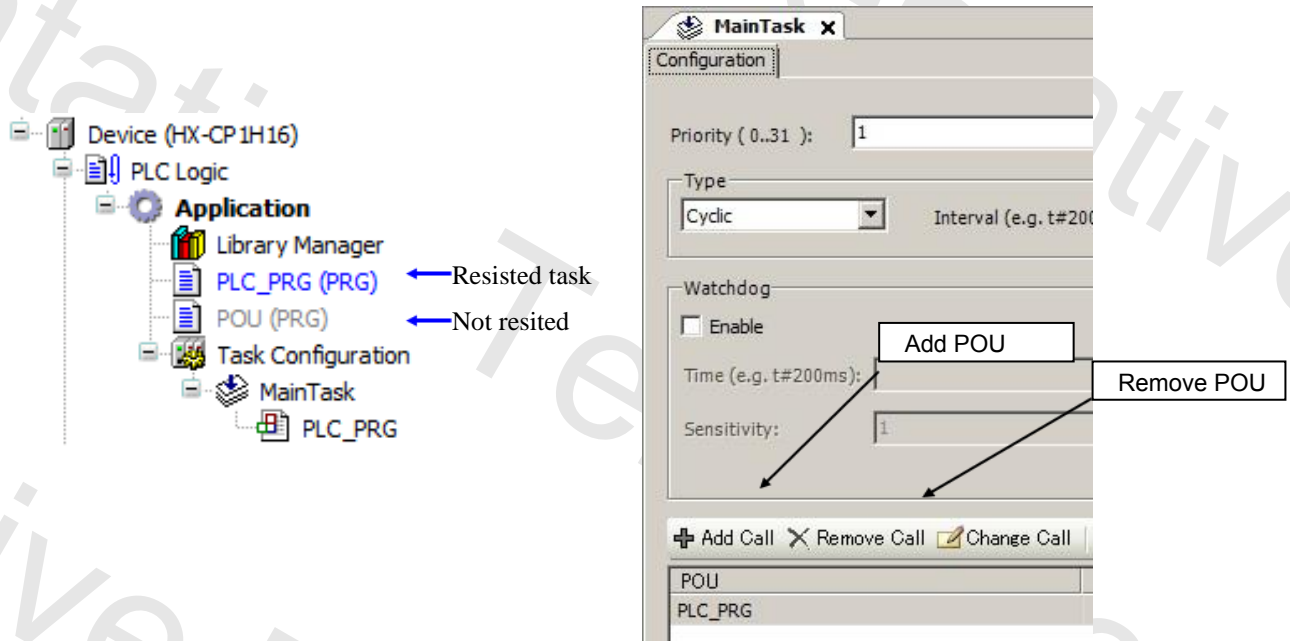 Device (HX-CP1H16)
PLC Logic
Application
Library Manager
PLC_PRG (PRG)
Resisted task
POU (PRG)
Not resited
Task Configuration
MainTask
PLC_PRG
MainTask
Configuration
Priority ( 0..31 ):
1
Type
Cyclic
Interval (e.g. t#200
Watchdog
Enable
Add POU
Time (e.g. t#200ms):
Remove POU
Sensitivity:
1
Add Call
Remove Call
Change Call
POU
PLC_PRG